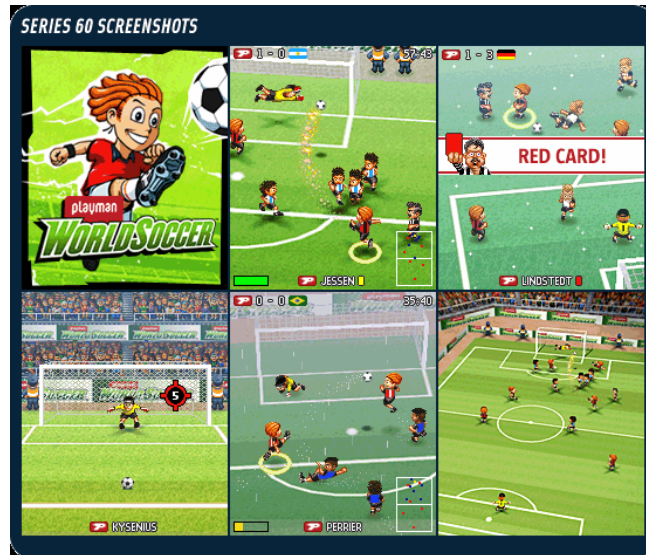 SERIES 60 SCREENSHOTS
playman
WORLDSOCCER
1 - 0
57:43
JESSEN
1 - 3
RED CARD!
LINDSTEDT
5
KYSENIUS
0 - 0
35:40
PERRIER